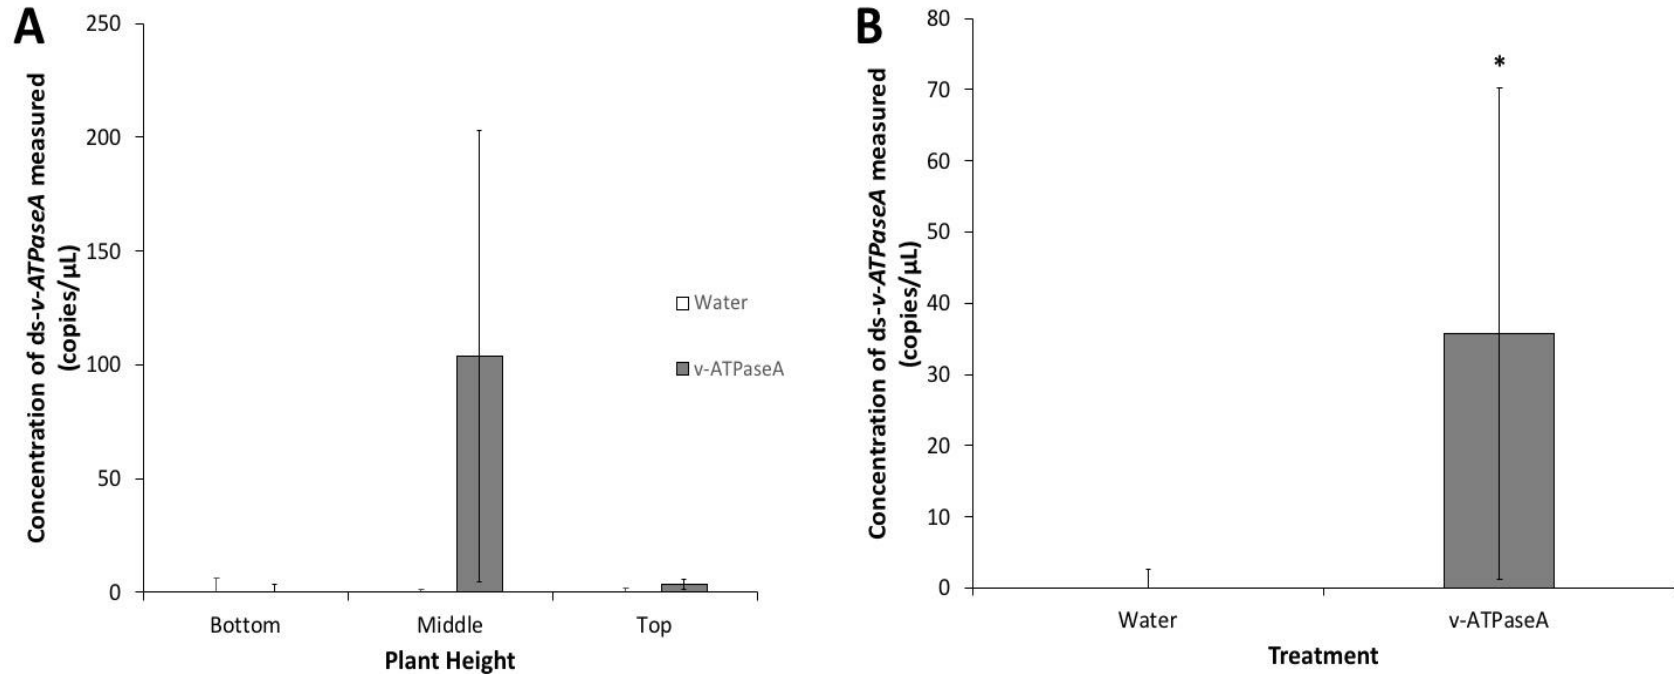 A
Concentration of ds-v-ATPaseA measured
(copies/µL)
250
200
150
100
50
0
Water
v-ATPaseA
Bottom
Middle
Top
Plant Height
B
Concentration of ds-v-ATPaseA measured
(copies/µL)
80
70
60
50
40
30
20
10
0
*
Water
v-ATPaseA
Treatment